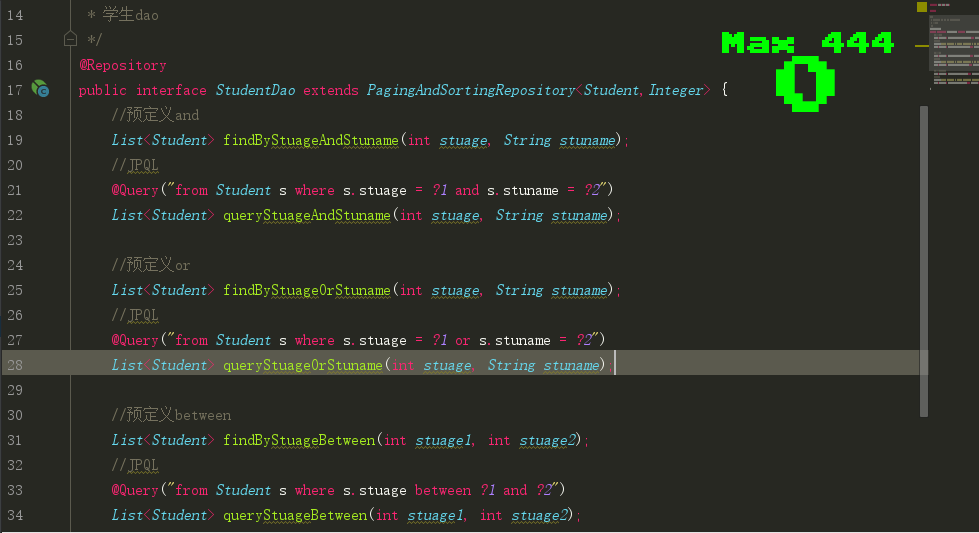 14 * 学生dao
15 */
16 @Repository
17 public interface StudentDao extends PagingAndSortingRepository<Student,Integer> {
18 //预定义and
19 List<Student> findByStuageAndStuname(int stuage, String stuname);
20 //JPQL
21 @Query("from Student s where s.stuage = ?1 and s.stuname = ?2")
22 List<Student> queryStuageAndStuname(int stuage, String stuname);
23
24 //预定义or
25 List<Student> findByStuageOrStuname(int stuage, String stuname);
26 //JPQL
27 @Query("from Student s where s.stuage = ?1 or s.stuname = ?2")
28 List<Student> queryStuageOrStuname(int stuage, String stuname);
29
30 //预定义between
31 List<Student> findByStuageBetween(int stuage1, int stuage2);
32 //JPQL
33 @Query("from Student s where s.stuage between ?1 and ?2")
34 List<Student> queryStuageBetween(int stuage1, int stuage2);
Max 444
0